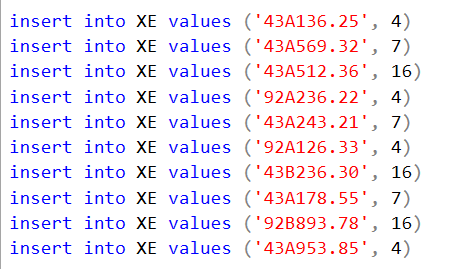 insert into XE values ('43A136.25', 4)
insert into XE values ('43A569.32', 7)
insert into XE values ('43A512.36', 16)
insert into XE values ('92A236.22', 4)
insert into XE values ('43A243.21', 7)
insert into XE values ('92A126.33', 4)
insert into XE values ('43B236.30', 16)
insert into XE values ('43A178.55', 7)
insert into XE values ('92B893.78', 16)
insert into XE values ('43A953.85', 4)